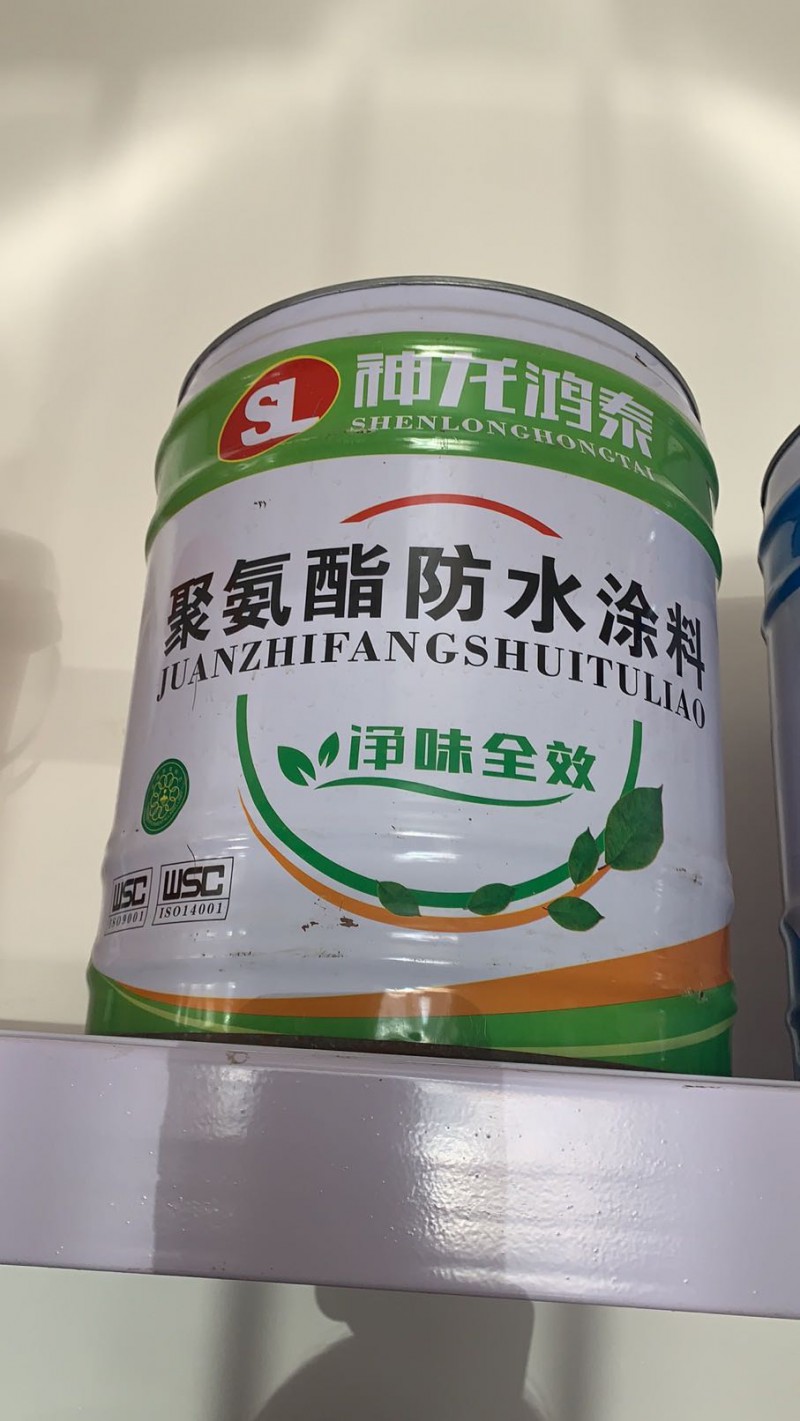 SL
神龙鸿泰
SHENLONGHONGTAI
聚氨酯防水涂料
JUANZHIFANGSHUITULIAO
净味全效
WSC
ISO9001
WSC
ISO14001